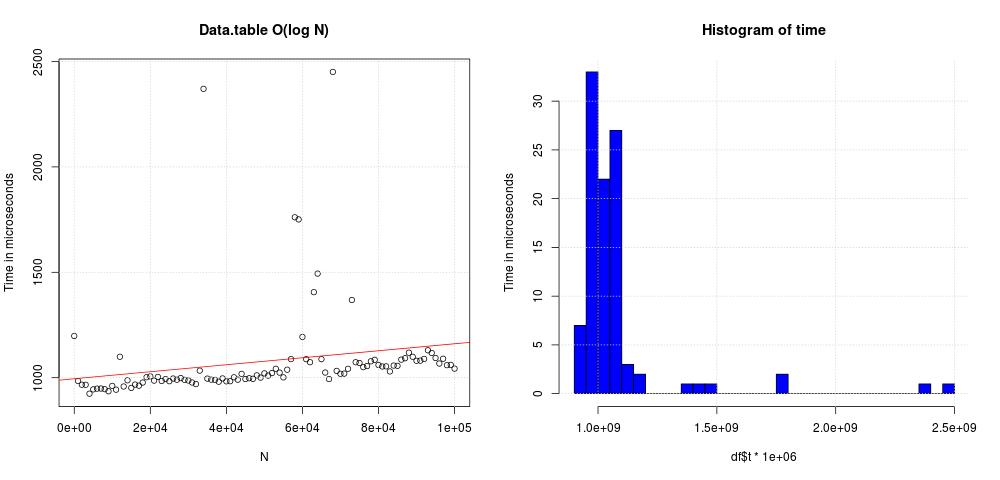 Data.table O(log N)
Time in microseconds
2500
2000
1500
1000
0e+00 2e+04 4e+04 6e+04 8e+04 1e+05
N
Histogram of time
Time in microseconds
30
25
20
15
10
5
0
1.0e+09 1.5e+09 2.0e+09 2.5e+09
df$t * 1e+06